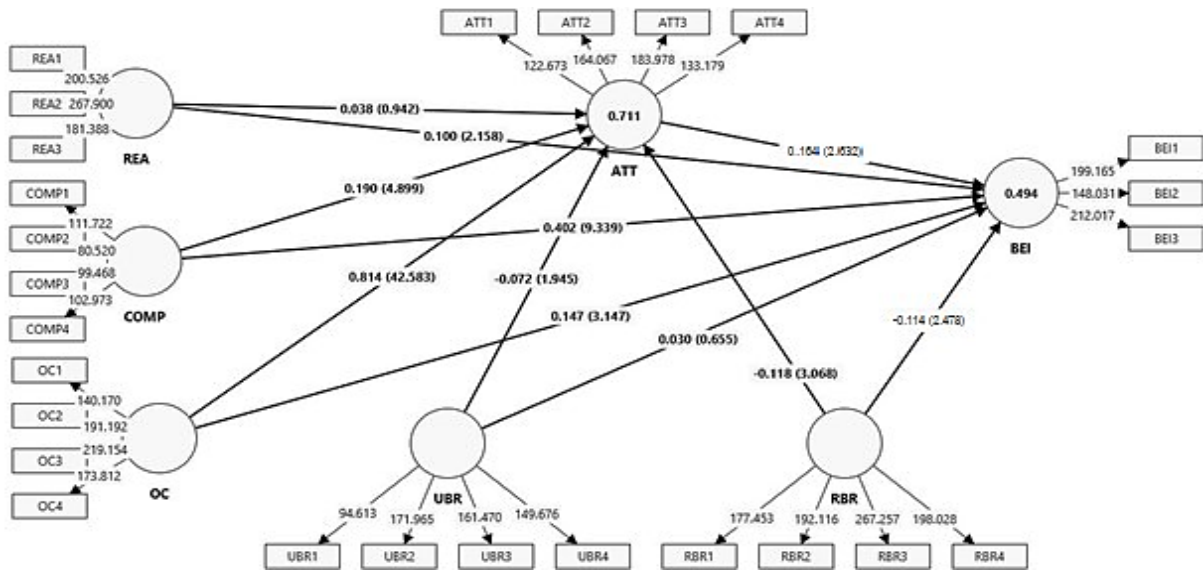 ATT1
ATT2
ATT3
ATT4
122.673
164.067
183.978
133.179
REA1
REA2
REA3
200.526
267.900
181.388
REA
0.038 (0.942)
0.100 (2.158)
0.711
ATT
0.164 (2.632)
BEI1
BEI2
BEI3
199.165
148.031
212.017
0.494
BEI
COMP1
COMP2
COMP3
COMP4
111.722
80.520
99.468
102.973
COMP
0.190 (4.899)
0.402 (9.339)
0.814 (42.583)
-0.072 (1.945)
0.147 (3.147)
0.030 (0.655)
-0.114 (2.478)
-0.118 (3.068)
OC1
OC2
OC3
OC4
140.170
191.192
219.154
173.812
OC
UBR
RBR
94.613
171.965
161.470
149.676
177.453
192.116
267.257
198.028
UBR1
UBR2
UBR3
UBR4
RBR1
RBR2
RBR3
RBR4